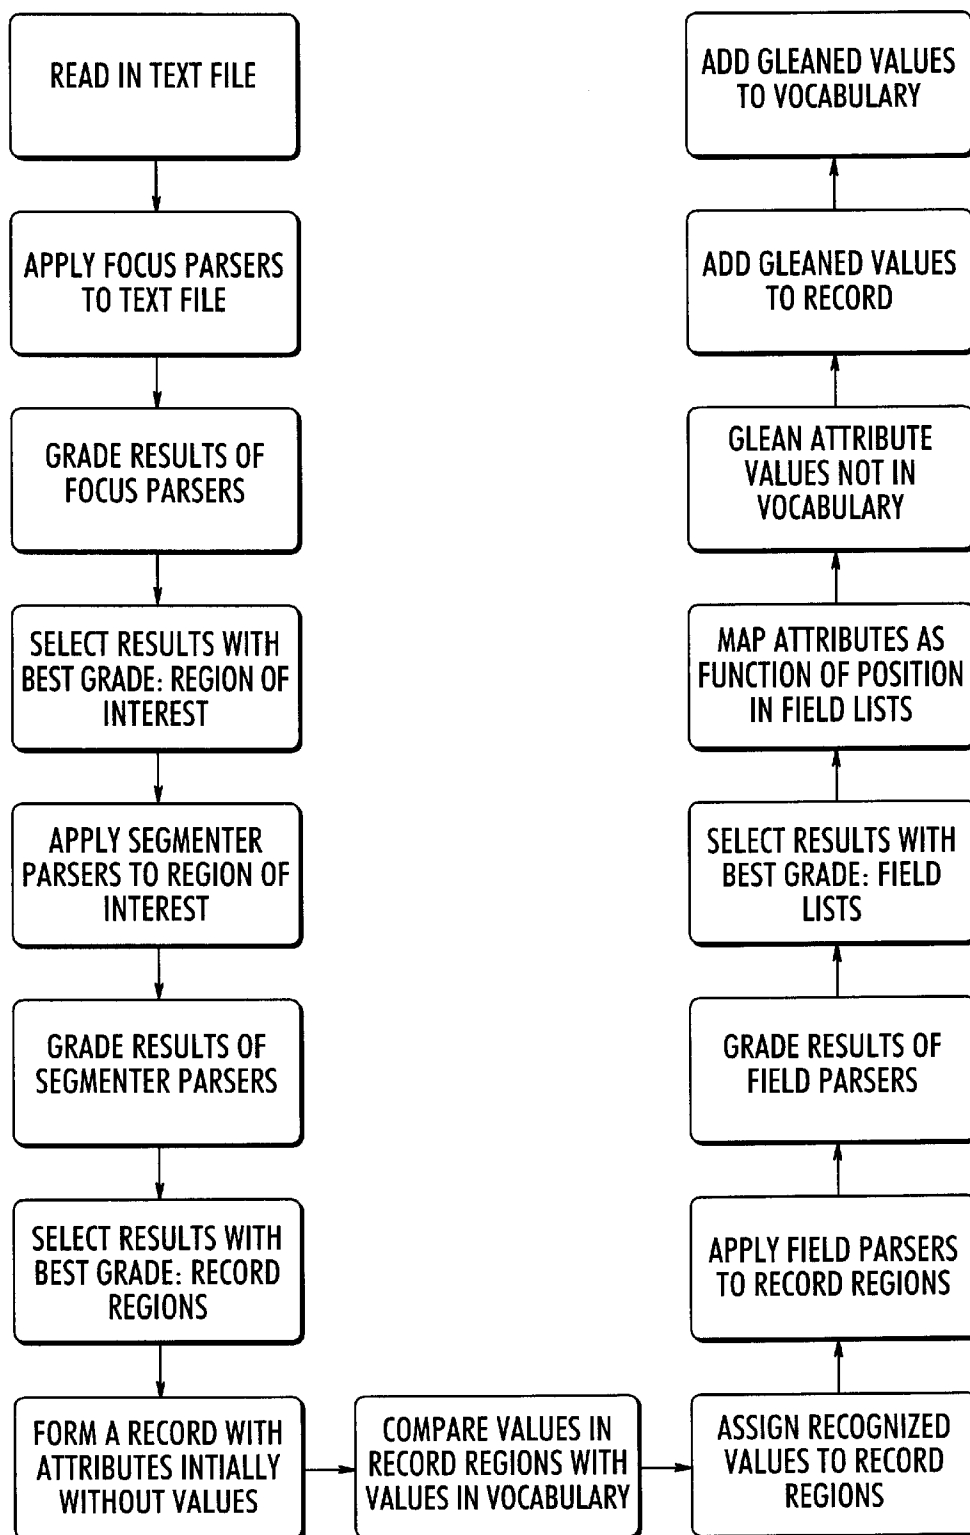 READ IN TEXT FILE
APPLY FOCUS PARSERS
TO TEXT FILE
GRADE RESULTS OF
FOCUS PARSERS
SELECT RESULTS WITH
BEST GRADE: REGION OF
INTEREST
APPLY SEGMENTER
PARSERS TO REGION OF
INTEREST
GRADE RESULTS OF
SEGMENTER PARSERS
SELECT RESULTS WITH
BEST GRADE: RECORD
REGIONS
FORM A RECORD WITH
ATTRIBUTES INTIALLY
WITHOUT VALUES
COMPARE VALUES IN
RECORD REGIONS WITH
VALUES IN VOCABULARY
ASSIGN RECOGNIZED
VALUES TO RECORD
REGIONS
APPLY FIELD PARSERS
TO RECORD REGIONS
GRADE RESULTS OF
FIELD PARSERS
SELECT RESULTS WITH
BEST GRADE: FIELD
LISTS
MAP ATTRIBUTES AS
FUNCTION OF POSITION
IN FIELD LISTS
GLEAN ATTRIBUTE
VALUES NOT IN
VOCABULARY
ADD GLEANED VALUES
TO RECORD
ADD GLEANED VALUES
TO VOCABULARY